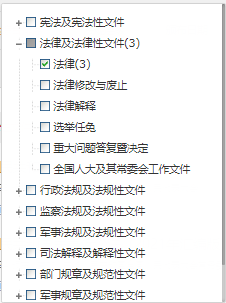 宪法及宪法性文件
法律及法律性文件(3)
法律(3)
法律修改与废止
法律解释
选举任免
重大问题答复暨决定
全国人大及其常委会工作文件
行政法规及法规性文件
监察法规及法规性文件
军事法规及法规性文件
司法解释及解释性文件
部门规章及规范性文件
军事规章及规范性文件